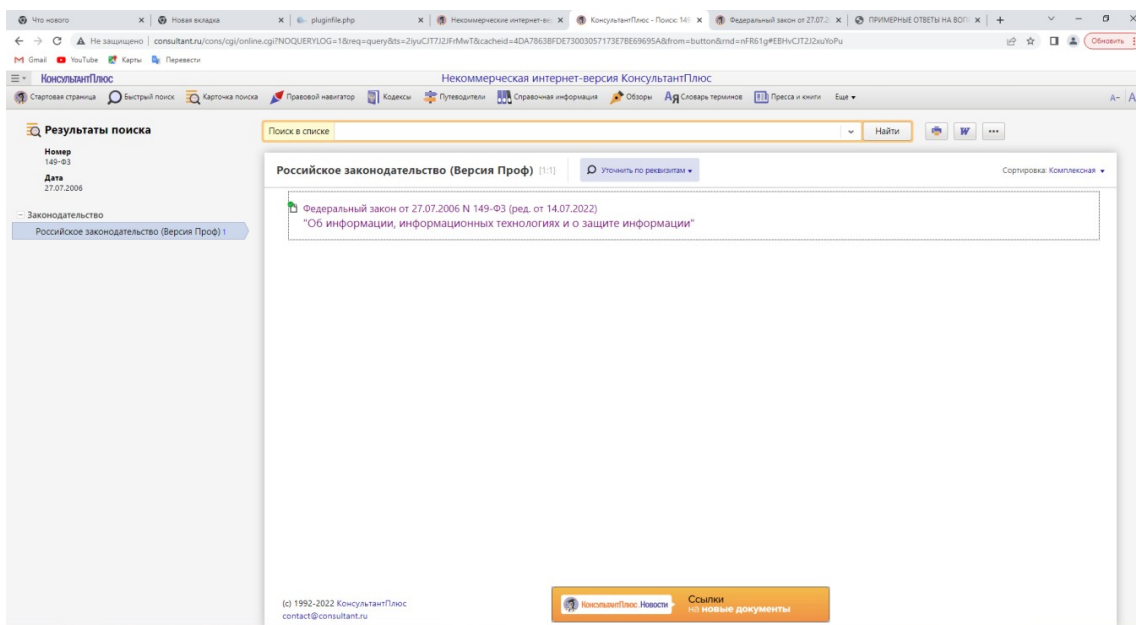 Что нового
Новая вкладка
pluginfile.php
Некоммерческие интернет-вер
КонсультантПлюс - Поиск: 149
Федеральный закон от 27.07.2
ПРИМЕРНЫЕ ОТВЕТЫ НА ВОП
Не защищено | consultant.ru/cons/cgi/online.cgi?NOQUERYLOG=1&req=query&ts=2iyuCJT7J2JFrMwT&cacheid=4DA7863BFDE73003057173E7BE69695A&from=button&rnd=nFR61g#EBHvCJT2J2xuYoPu
Обновить
Gmail YouTube Карты Перевести
КонсультантПлюс
Некоммерческая интернет-версия КонсультантПлюс
Стартовая страница Быстрый поиск Карточка поиска Правовой навигатор Кодексы Путеводители Справочная информация Обзоры Словарь терминов Пресса и книги Еще
A- A
Результаты поиска
Номер
149-ФЗ
Дата
27.07.2006
Законодательство
Российское законодательство (Версия Проф) 1
Поиск в списке
Найти
W
Российское законодательство (Версия Проф) [1:1]
Уточнить по реквизитам
Сортировка: Комплексная
Федеральный закон от 27.07.2006 N 149-ФЗ (ред. от 14.07.2022)
"Об информации, информационных технологиях и о защите информации"
(c) 1992-2022 КонсультантПлюс
contact@consultant.ru
КонсультантПлюс. Новости
Ссылки
на новые документы